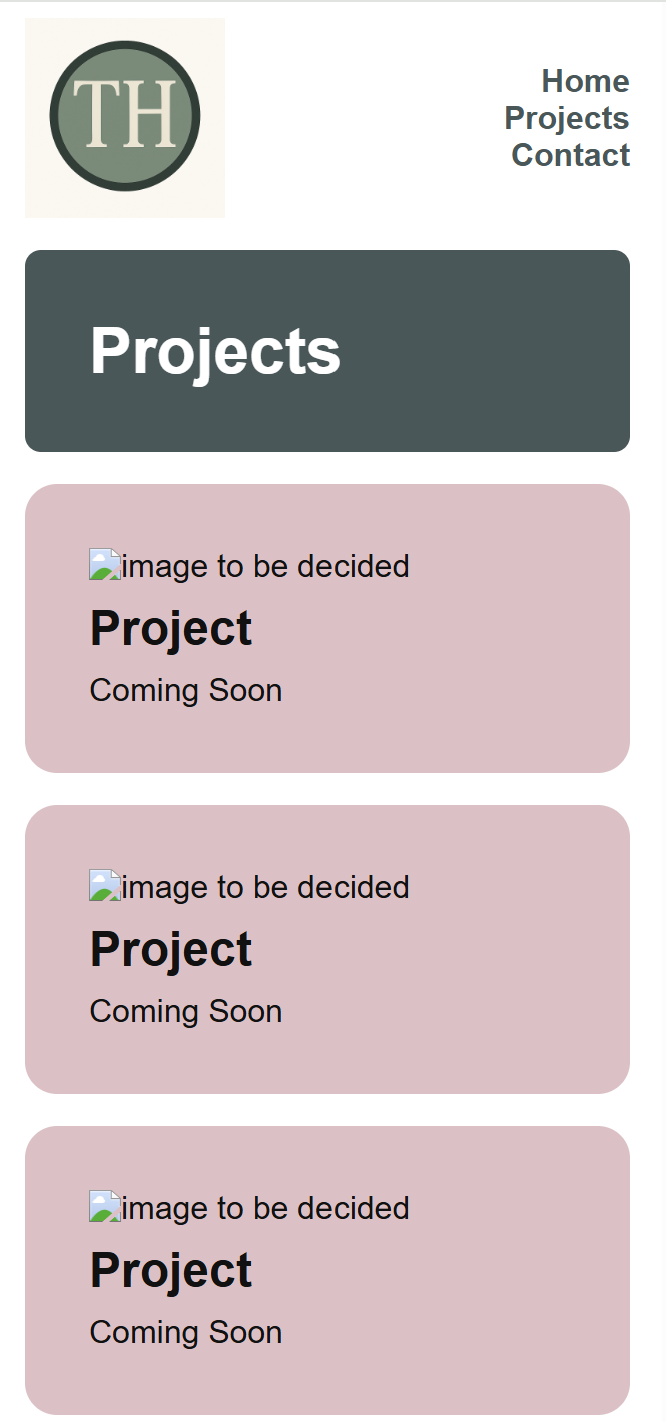 TH
Home
Projects
Contact
Projects
image to be decided
Project
Coming Soon
image to be decided
Project
Coming Soon
image to be decided
Project
Coming Soon